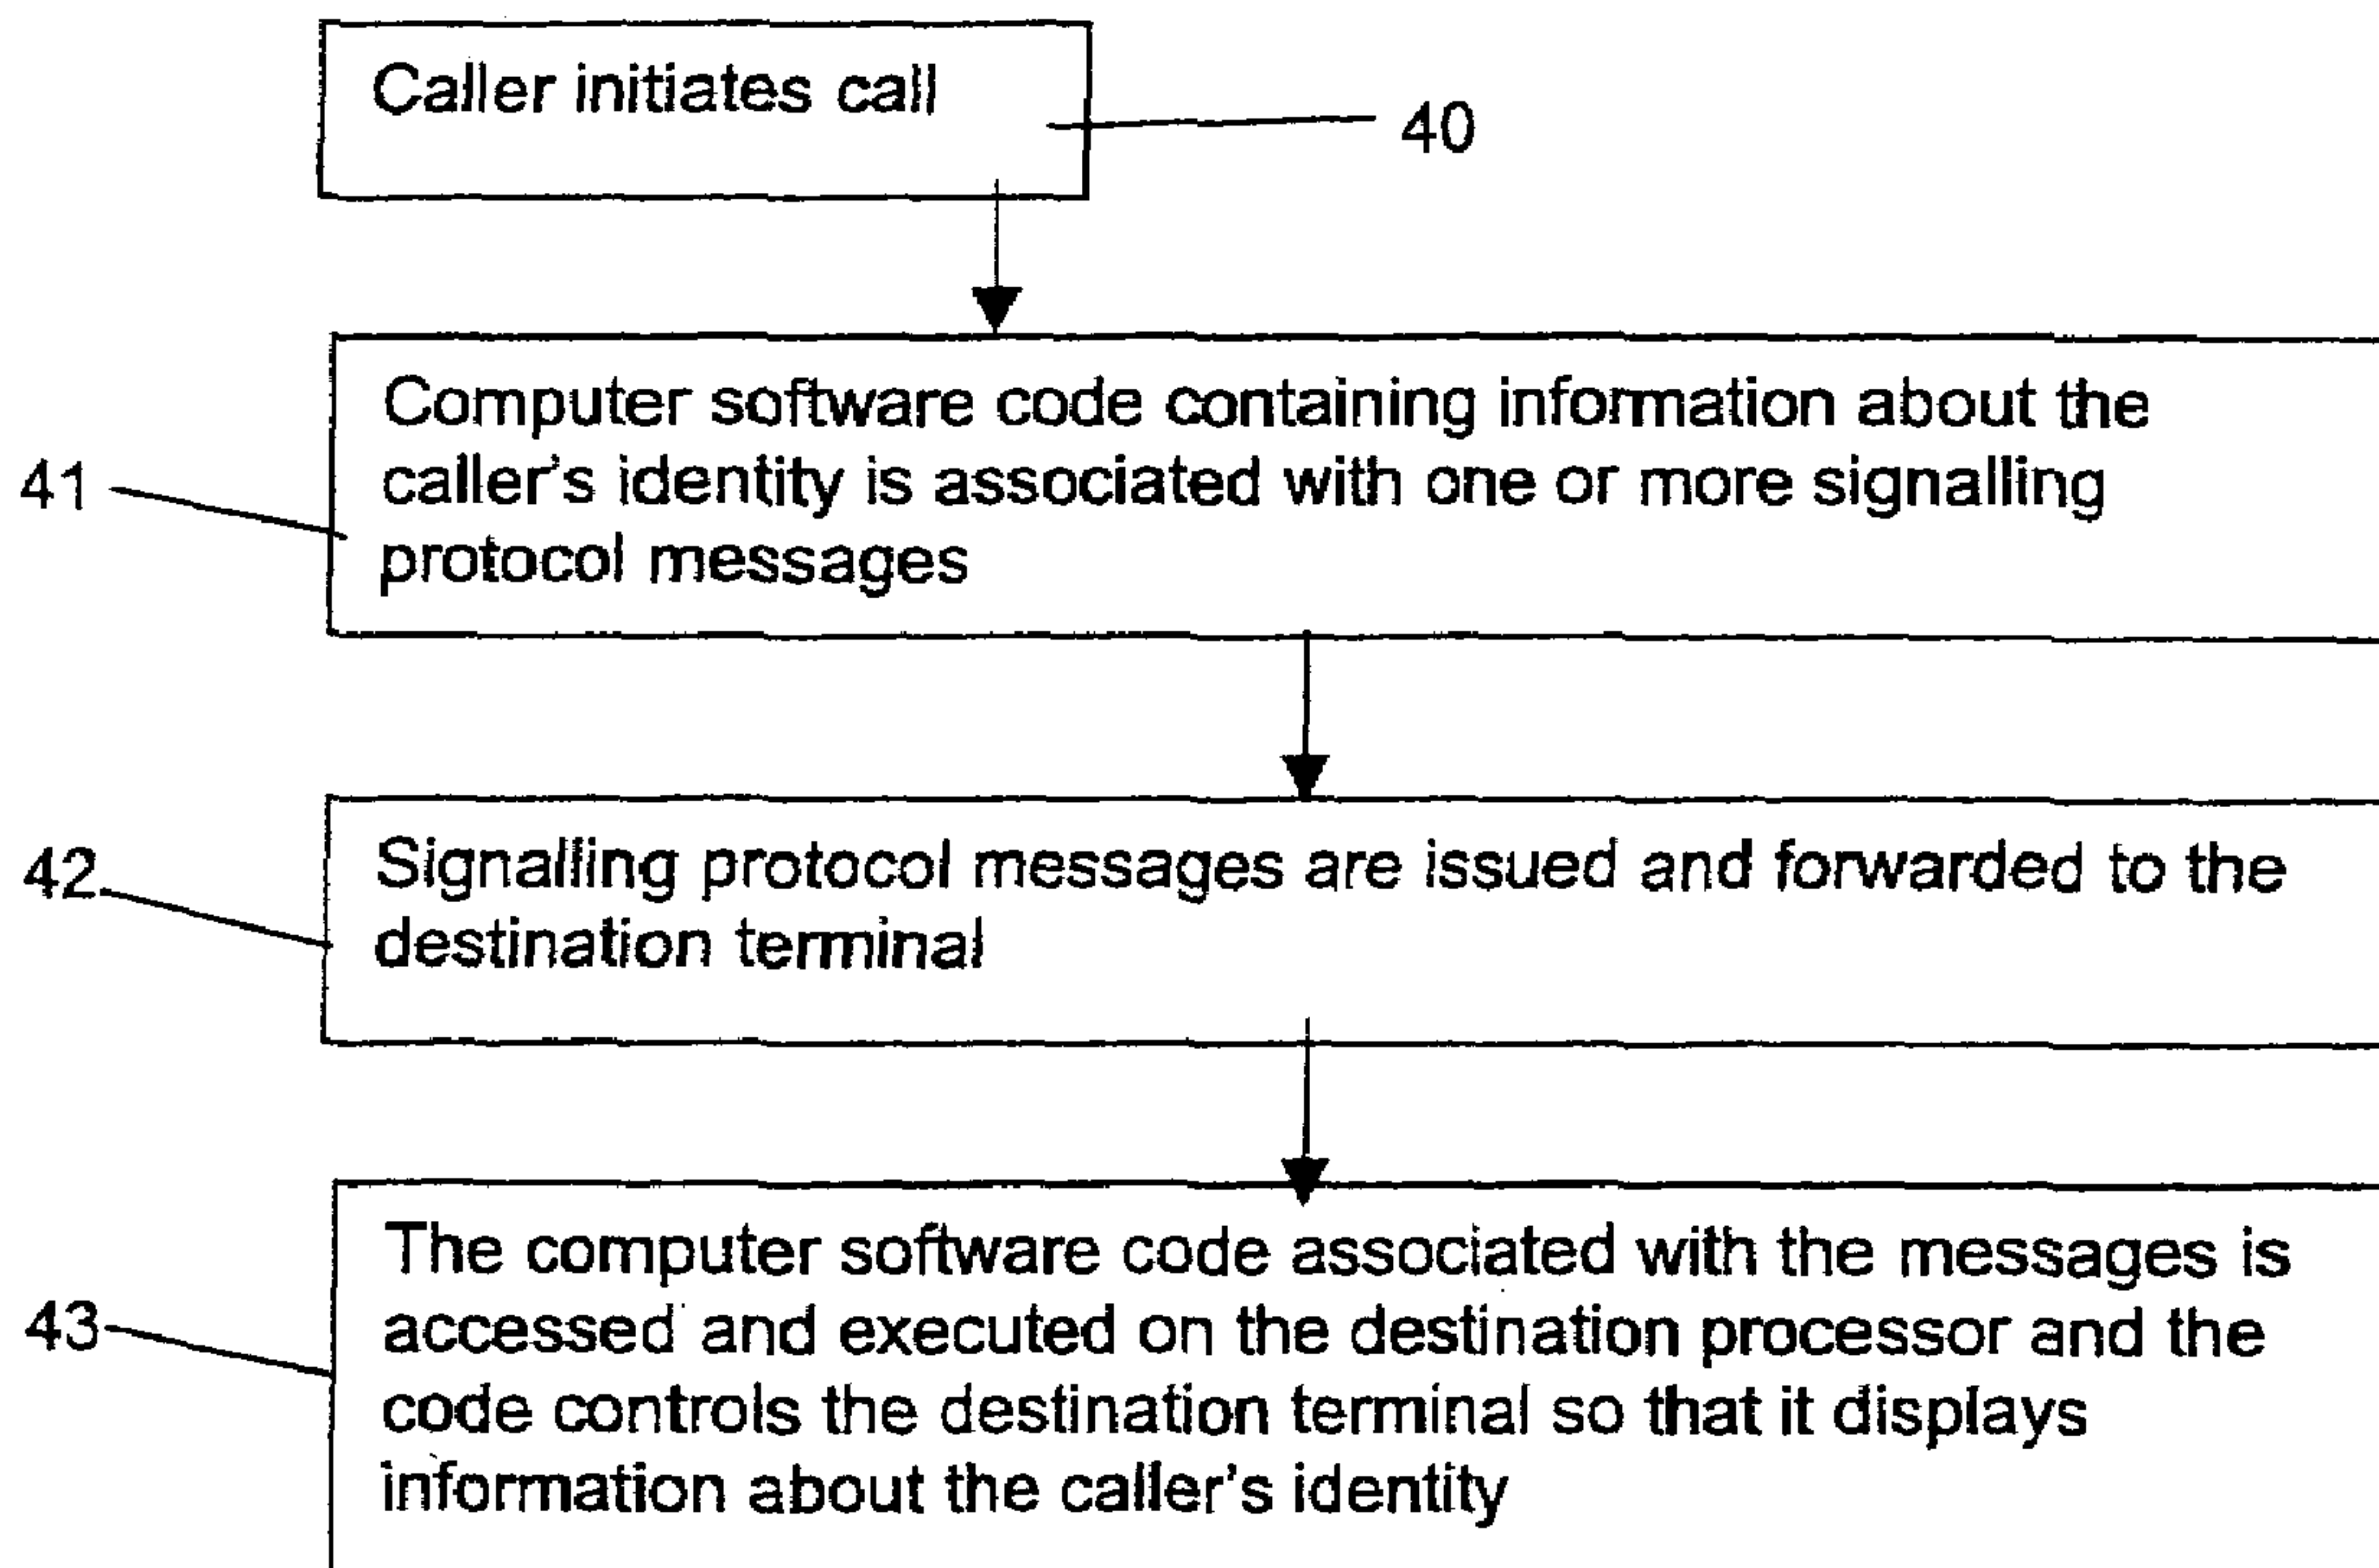 Caller initiates call
40
Computer software code containing information about the
caller's identity is associated with one or more signalling
protocol messages
41
Signalling protocol messages are issued and forwarded to the
destination terminal
42
The computer software code associated with the messages is
accessed and executed on the destination processor and the
code controls the destination terminal so that it displays
information about the caller's identity
43